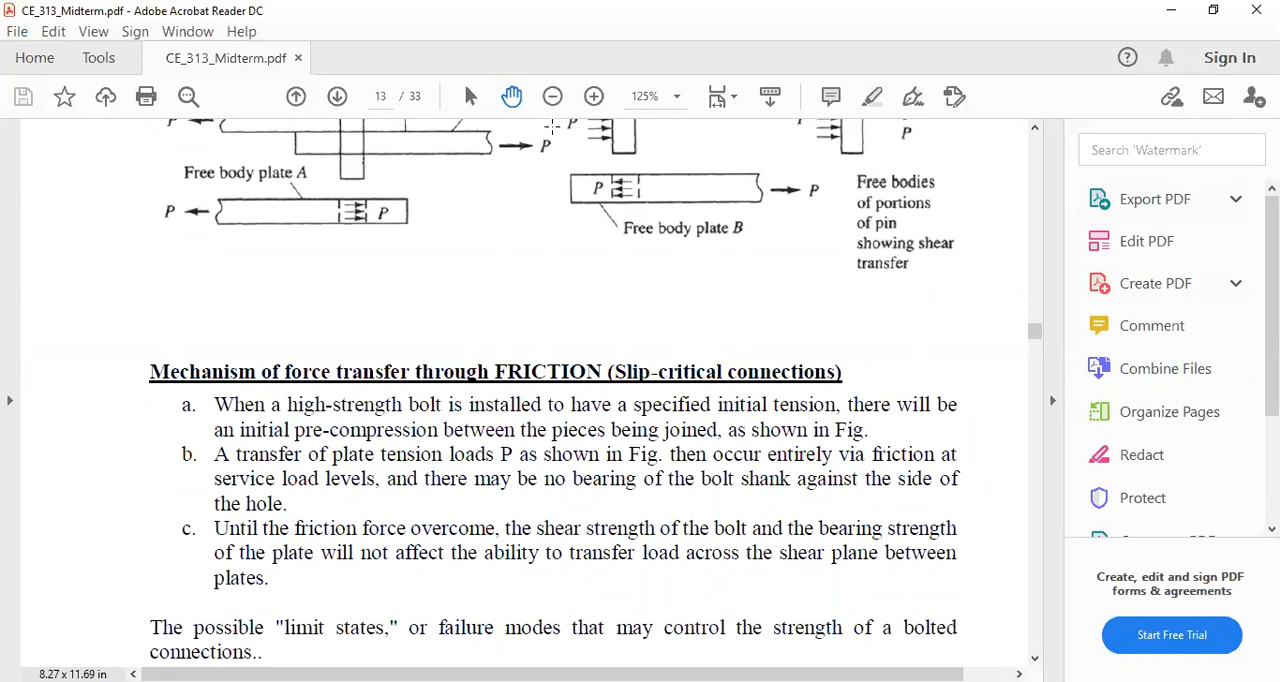 CE_313_Midterm.pdf - Adobe Acrobat Reader DC
File Edit View Sign Window Help
Home Tools CE_313_Midterm.pdf × Sign In
13 / 33 125%
P P P
P P
Free body plate A
P P
P P
Free body plate B
Free bodies
of portions
of pin
showing shear
transfer
Mechanism of force transfer through FRICTION (Slip-critical connections)
a. When a high-strength bolt is installed to have a specified initial tension, there will be
an initial pre-compression between the pieces being joined, as shown in Fig.
b. A transfer of plate tension loads P as shown in Fig. then occur entirely via friction at
service load levels, and there may be no bearing of the bolt shank against the side of
the hole.
c. Until the friction force overcome, the shear strength of the bolt and the bearing strength
of the plate will not affect the ability to transfer load across the shear plane between
plates.
The possible "limit states," or failure modes that may control the strength of a bolted
connections..
8.27 x 11.69 in
Search 'Watermark'
Export PDF
Edit PDF
Create PDF
Comment
Combine Files
Organize Pages
Redact
Protect
Create, edit and sign PDF
forms & agreements
Start Free Trial